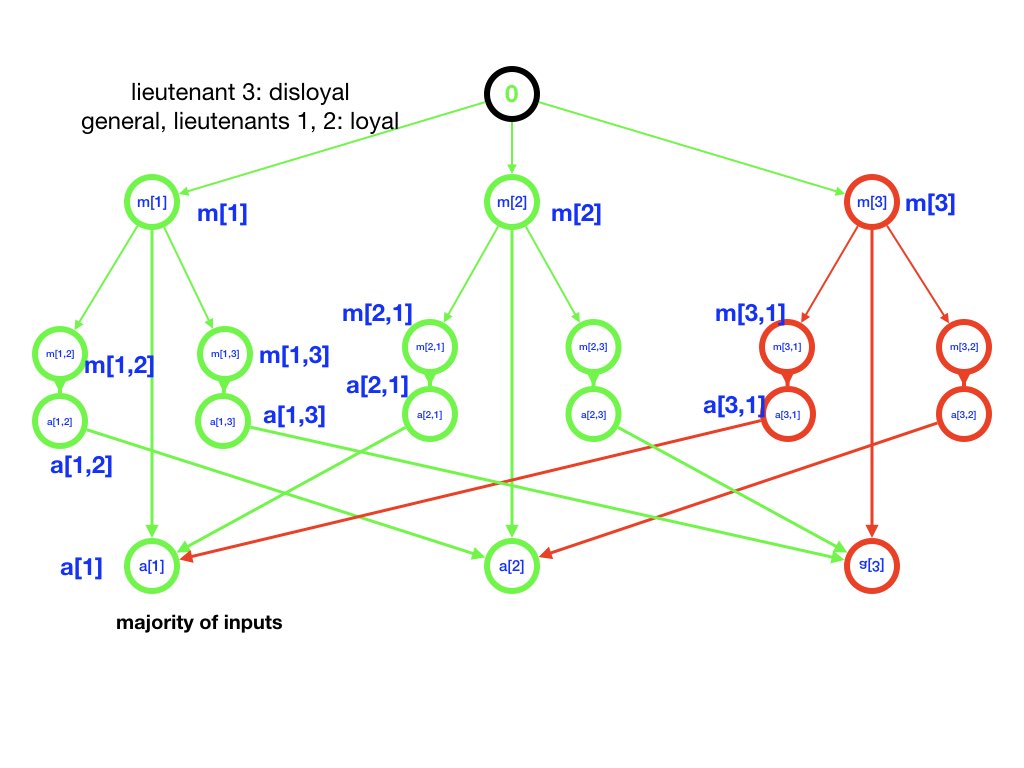 lieutenant 3: disloyal
general, lieutenants 1, 2: loyal
0
m[1]
m[1]
m[2]
m[2]
m[3]
m[3]
m[2,1]
m[3,1]
m[1,2]
m[1,2]
m[1,3]
m[1,3]
m[2,1]
m[2,3]
m[3,1]
m[3,2]
a[2,1]
a[3,1]
a[1,2]
a[1,3]
a[1,3]
a[2,1]
a[2,3]
a[3,1]
a[3,2]
a[1,2]
a[1]
a[1]
a[2]
a[3]
majority of inputs